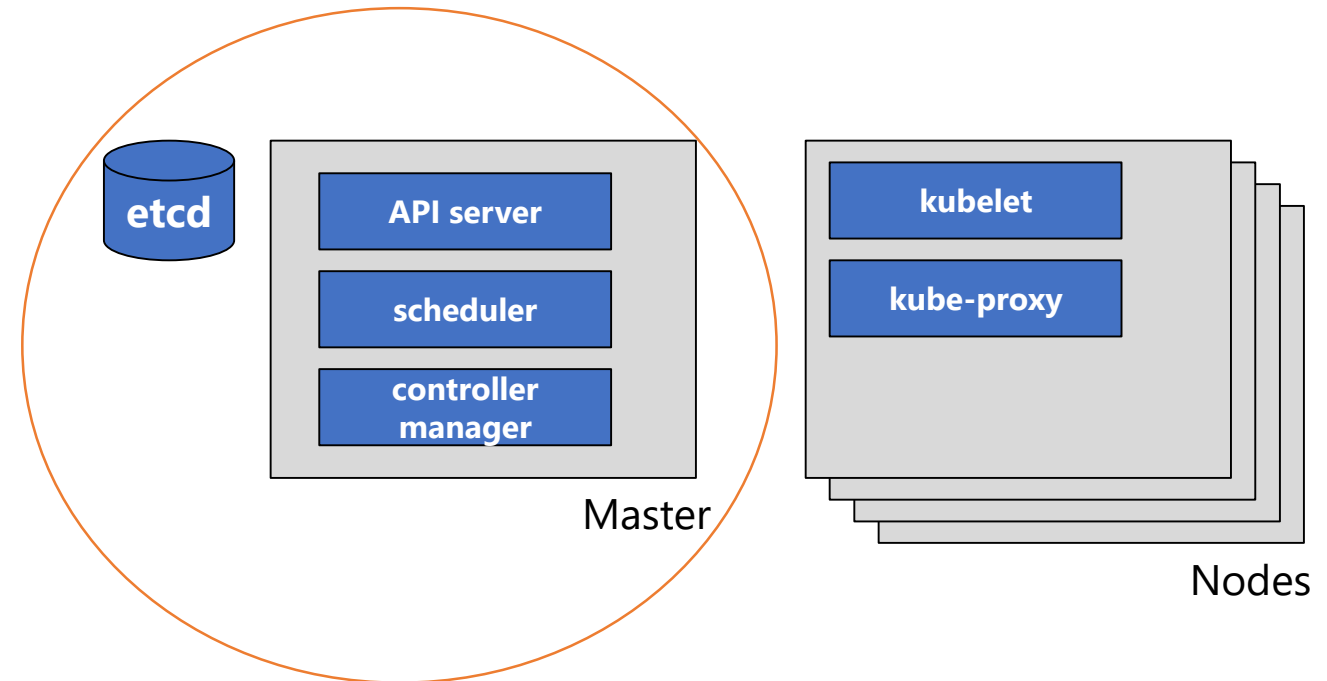 etcd
API server
scheduler
controller
manager
Master
kubelet
kube-proxy
Nodes